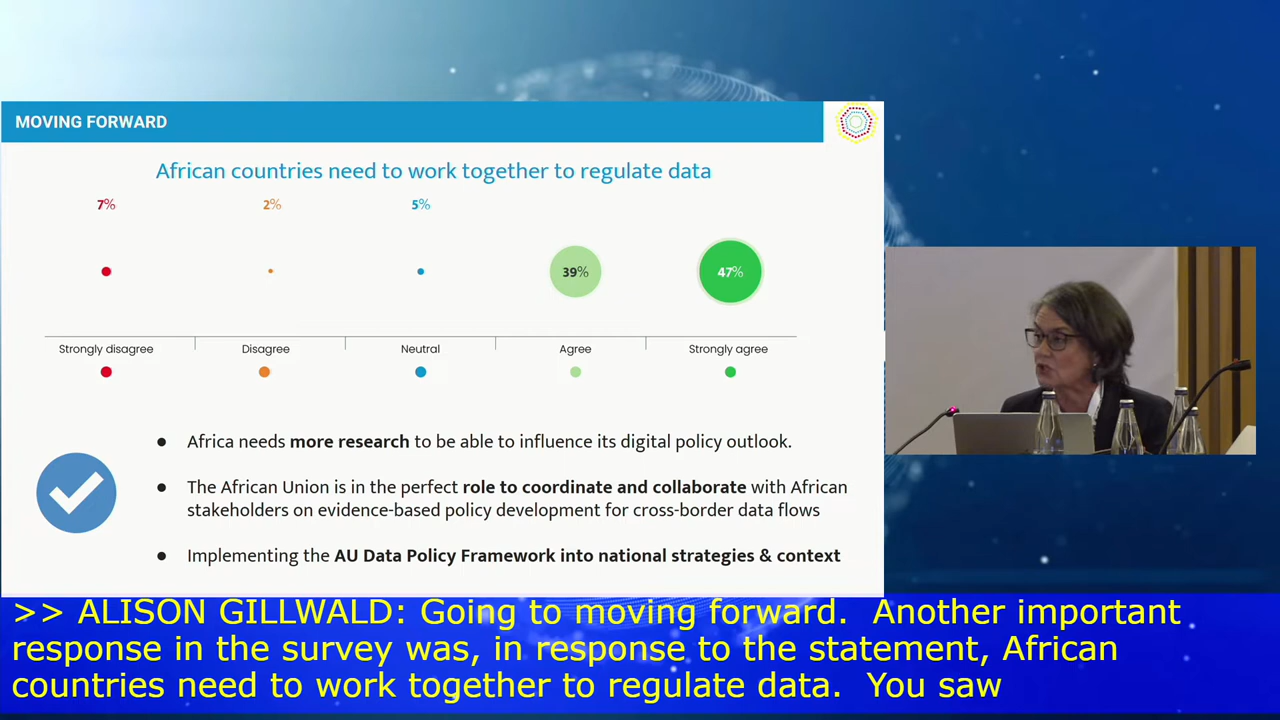 MOVING FORWARD
African countries need to work together to regulate data
7% 2% 5%
39% 47%
Strongly disagree Disagree Neutral Agree Strongly agree
● Africa needs more research to be able to influence its digital policy outlook.
● The African Union is in the perfect role to coordinate and collaborate with African
stakeholders on evidence-based policy development for cross-border data flows
● Implementing the AU Data Policy Framework into national strategies & context
>> ALISON GILLWALD: Going to moving forward. Another important
response in the survey was, in response to the statement, African
countries need to work together to regulate data. You saw